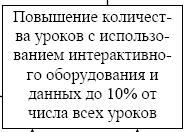 Повышение количест-
ва уроков с использо-
ванием интерактивно-
го оборудования и
данных до 10% от
числа всех уроков